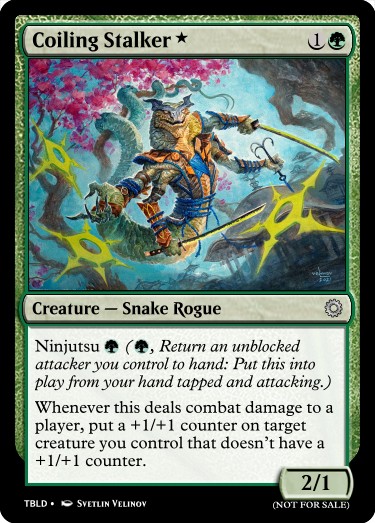 Coiling Stalker ★ 1
VELINOV
Creature — Snake Rogue
Ninjutsu ( , Return an unblocked
attacker you control to hand: Put this into
play from your hand tapped and attacking.)
Whenever this deals combat damage to a
player, put a +1/+1 counter on target
creature you control that doesn't have a
+1/+1 counter.
2/1
TBLD • Svetlin Velinov
(NOT FOR SALE)